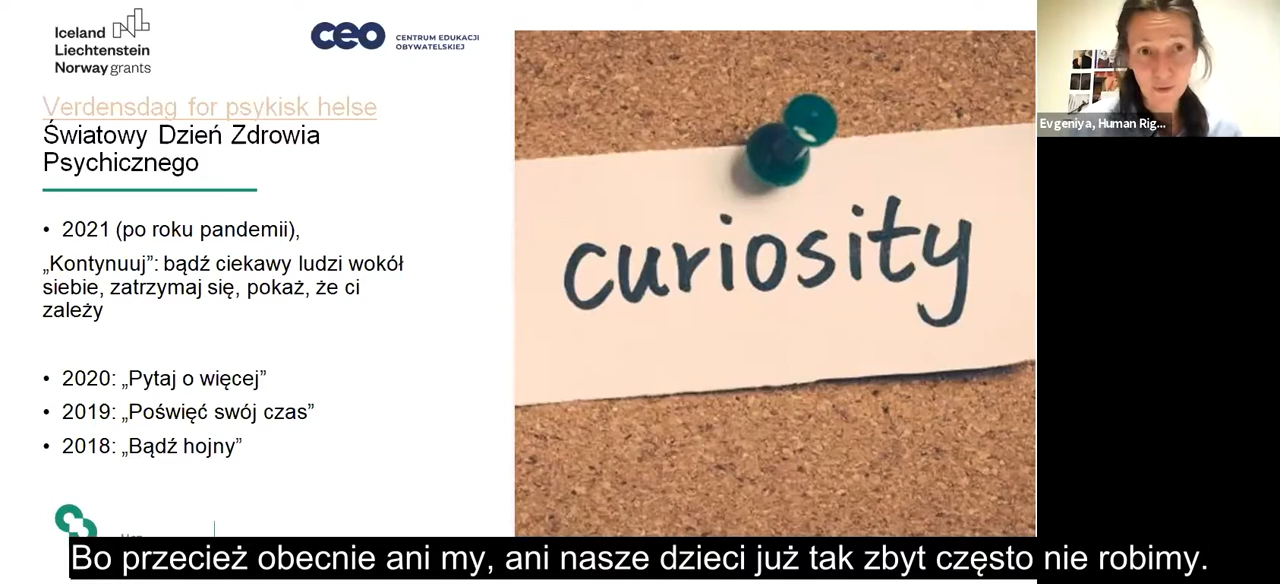 Iceland
Liechtenstein
Norway grants
ceo
CENTRUM EDUKACJI
OBYWATELSKIEJ
Verdensdag for psykisk helse
Światowy Dzień Zdrowia
Psychicznego
• 2021 (po roku pandemii),
„Kontynuuj”: bądź ciekawy ludzi wokół
siebie, zatrzymaj się, pokaż, że ci
zależy
• 2020: „Pytaj o więcej”
• 2019: „Poświęć swój czas”
• 2018: „Bądź hojny”
curiosity
Evgeniya, Human Rig...
Bo przecież obecnie ani my, ani nasze dzieci już tak zbyt często nie robimy.